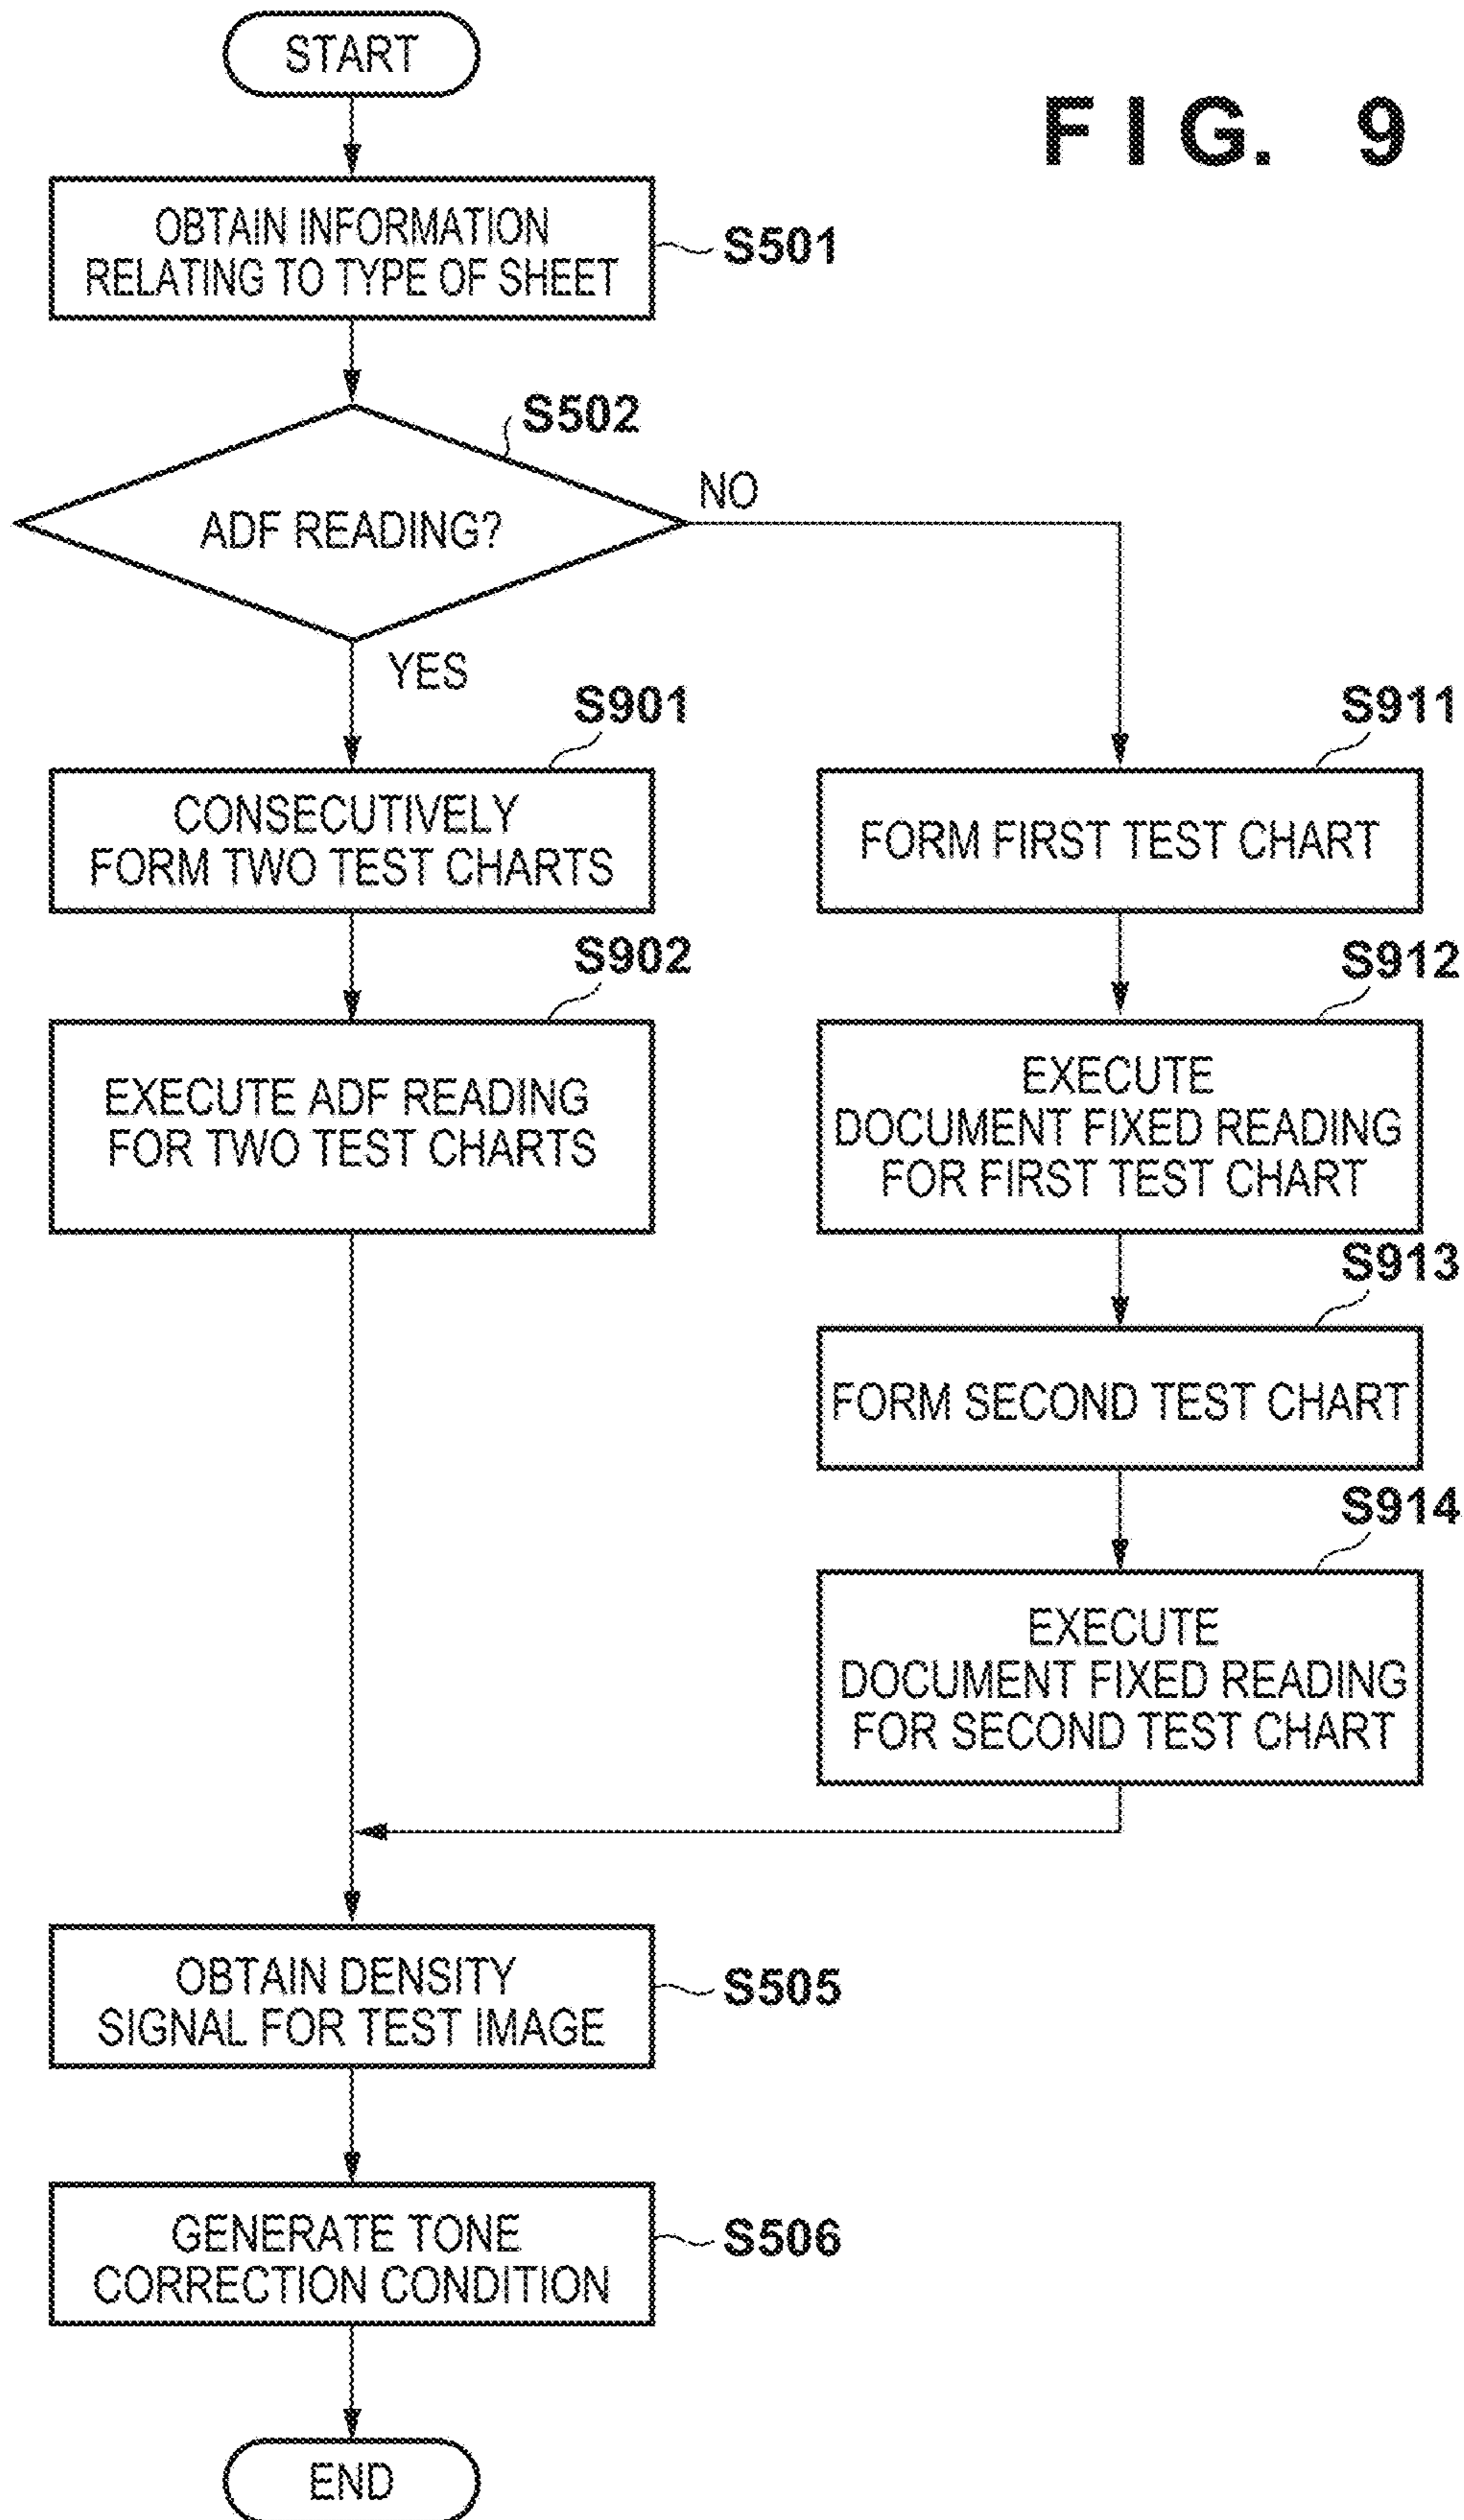 START
FIG. 9
OBTAIN INFORMATION
RELATING TO TYPE OF SHEET
S501
S502
ADF READING?
NO
YES
S901
CONSECUTIVELY
FORM TWO TEST CHARTS
S911
FORM FIRST TEST CHART
S902
EXECUTE ADF READING
FOR TWO TEST CHARTS
S912
EXECUTE
DOCUMENT FIXED READING
FOR FIRST TEST CHART
S913
FORM SECOND TEST CHART
S914
EXECUTE
DOCUMENT FIXED READING
FOR SECOND TEST CHART
OBTAIN DENSITY
SIGNAL FOR TEST IMAGE
S505
GENERATE TONE
CORRECTION CONDITION
S506
END